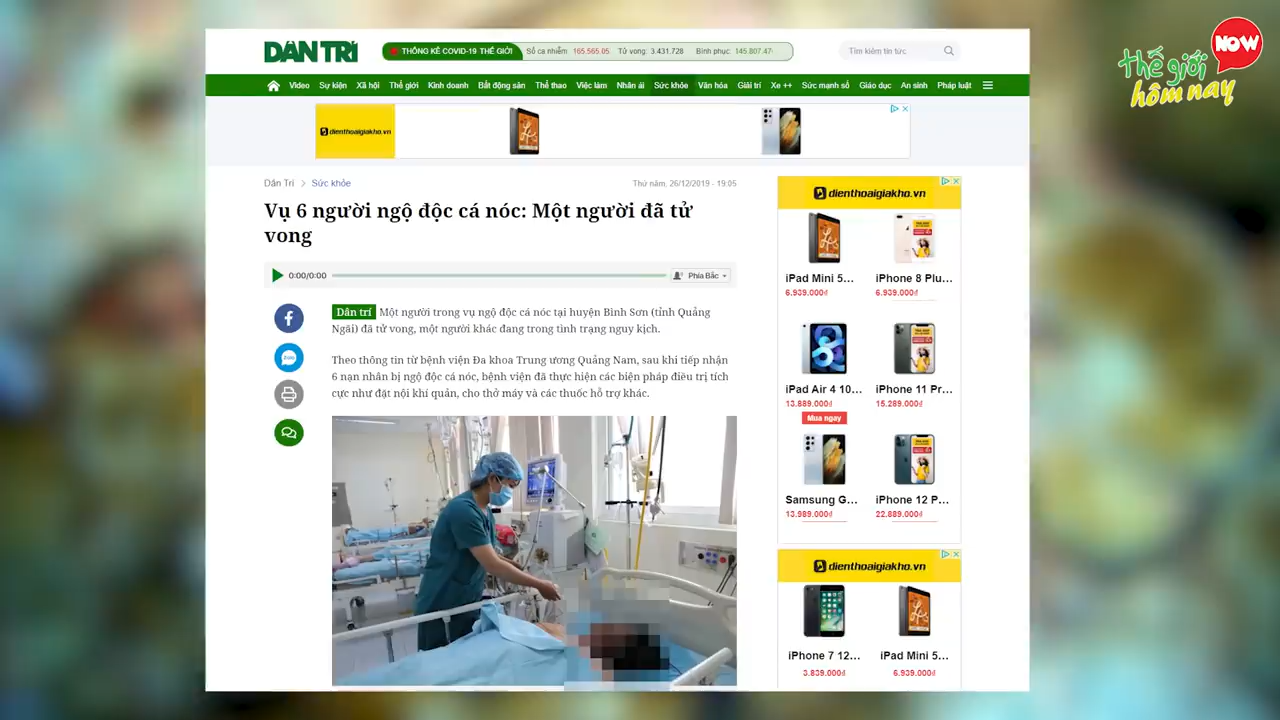 DÂN TRÍ
THỐNG KÊ COVID-19 THẾ GIỚI
Số ca nhiễm 165.565.05 Tử vong: 3.431.728 Bình phục: 145.807.47
Tìm kiếm tin tức
NOW
thế giới
hôm nay
Video Sự kiện Xã hội Thế giới Kinh doanh Bất động sản Thể thao Việc làm Nhân ái Sức khỏe Văn hóa Giải trí Xe ++ Sức mạnh số Giáo dục An sinh Pháp luật
dienthoaigiakho.vn
Dân Trí > Sức khỏe
Thứ năm, 26/12/2019 - 19:05
Vụ 6 người ngộ độc cá nóc: Một người đã tử
vong
0:00/0:00
Phía Bắc
Dân trí Một người trong vụ ngộ độc cá nóc tại huyện Bình Sơn (tỉnh Quảng
Ngãi) đã tử vong, một người khác đang trong tình trạng nguy kịch.
Theo thông tin từ bệnh viện Đa khoa Trung ương Quảng Nam, sau khi tiếp nhận
6 nạn nhân bị ngộ độc cá nóc, bệnh viện đã thực hiện các biện pháp điều trị tích
cực như đặt nội khí quản, cho thở máy và các thuốc hỗ trợ khác.
dienthoaigiakho.vn
iPad Mini 5... iPhone 8 Plu...
6.939.000đ 6.939.000đ
iPad Air 4 10... iPhone 11 Pr...
13.889.000đ 15.289.000đ
Mua ngay
Samsung G... iPhone 12 P...
13.989.000đ 22.889.000đ
dienthoaigiakho.vn
iPhone 7 12... iPad Mini 5...
3.839.000đ 6.939.000đ